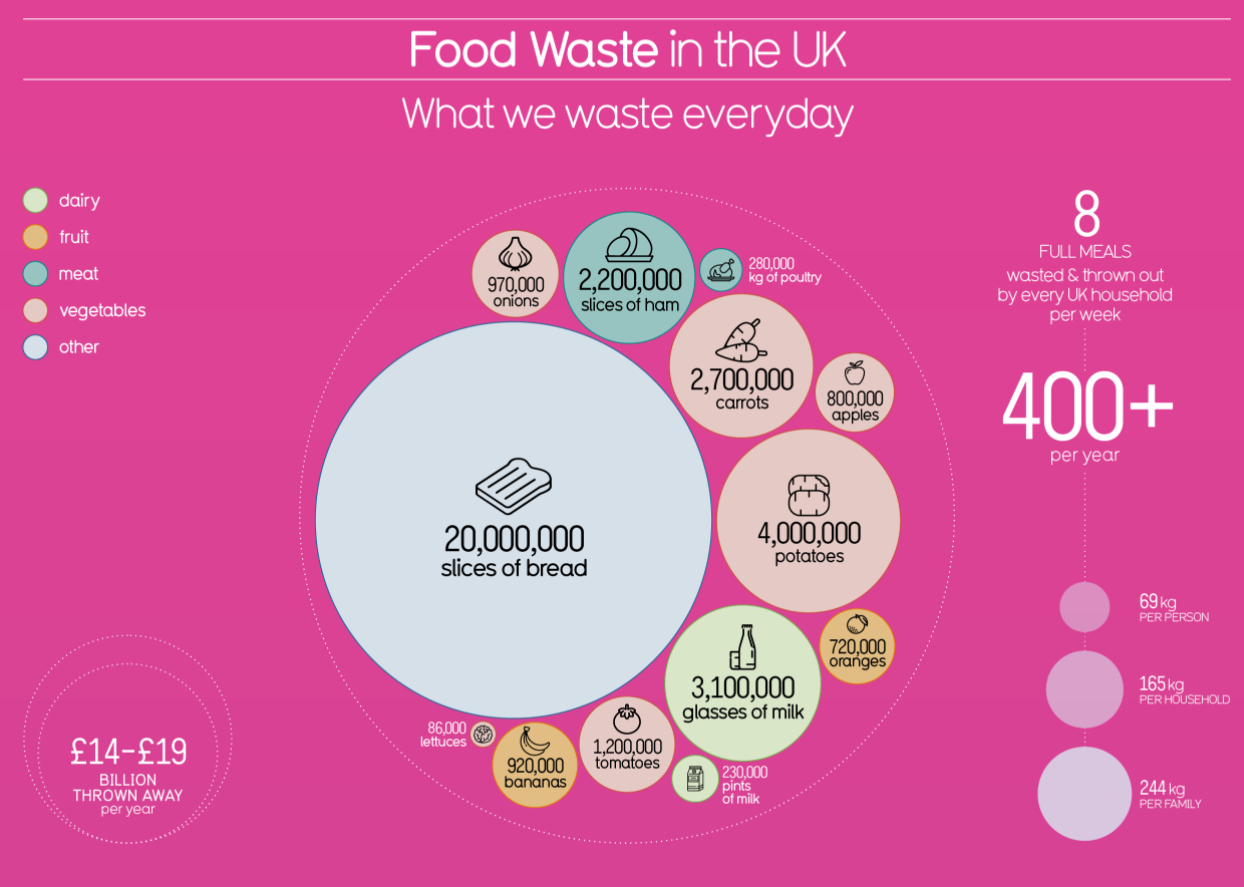 Food Waste in the UK
What we waste everyday
dairy
fruit
meat
vegetables
other
970,000
onions
2,200,000
slices of ham
280,000
kg of poultry
2,700,000
carrots
800,000
apples
20,000,000
slices of bread
4,000,000
potatoes
720,000
oranges
3,100,000
glasses of milk
86,000
lettuces
920,000
bananas
1,200,000
tomatoes
230,000
pints
of milk
8
FULL MEALS
wasted & thrown out
by every UK household
per week
400+
per year
69 kg
PER PERSON
165 kg
PER HOUSEHOLD
244 kg
PER FAMILY
£14–£19
BILLION
THROWN AWAY
per year